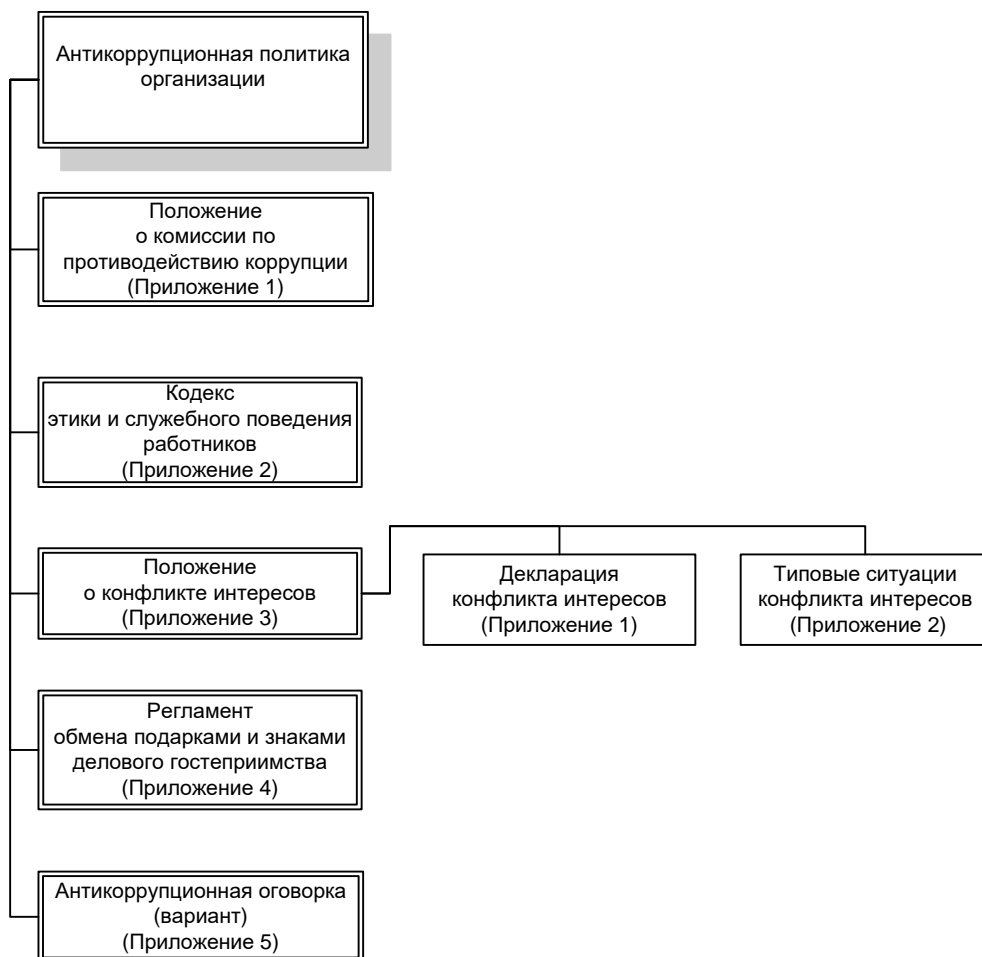 Антикоррупционная политика
организации
Положение
о комиссии по
противодействию коррупции
(Приложение 1)
Кодекс
этики и служебного поведения
работников
(Приложение 2)
Положение
о конфликте интересов
(Приложение 3)
Декларация
конфликта интересов
(Приложение 1)
Типовые ситуации
конфликта интересов
(Приложение 2)
Регламент
обмена подарками и знаками
делового гостеприимства
(Приложение 4)
Антикоррупционная оговорка
(вариант)
(Приложение 5)